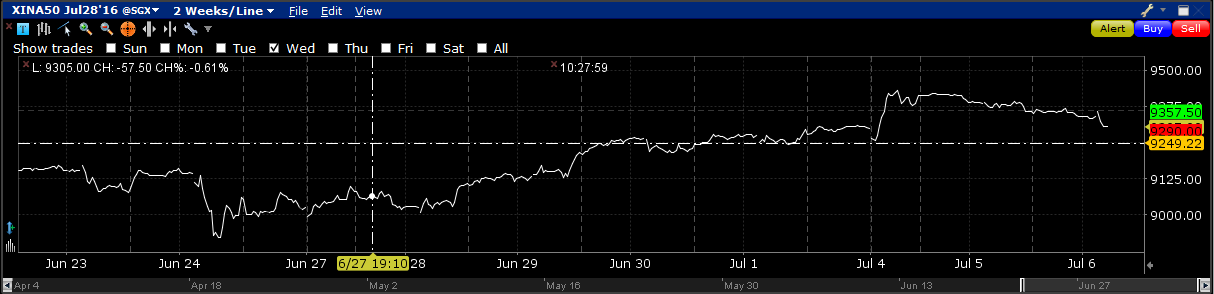 XINA50 Jul28'16 @SGX 2 Weeks/Line File Edit View
T Alert Buy Sell
Show trades Sun Mon Tue Wed Thu Fri Sat All
L: 9305.00 CH: -57.50 CH%: -0.61% 10:27:59
9500.00
9357.50
9290.00
9249.22
9125.00
9000.00
Jun 23 Jun 24 Jun 27 6/27 19:10 28 Jun 29 Jun 30 Jul 1 Jul 4 Jul 5 Jul 6
Apr 4 Apr 18 May 2 May 16 May 30 Jun 13 Jun 27